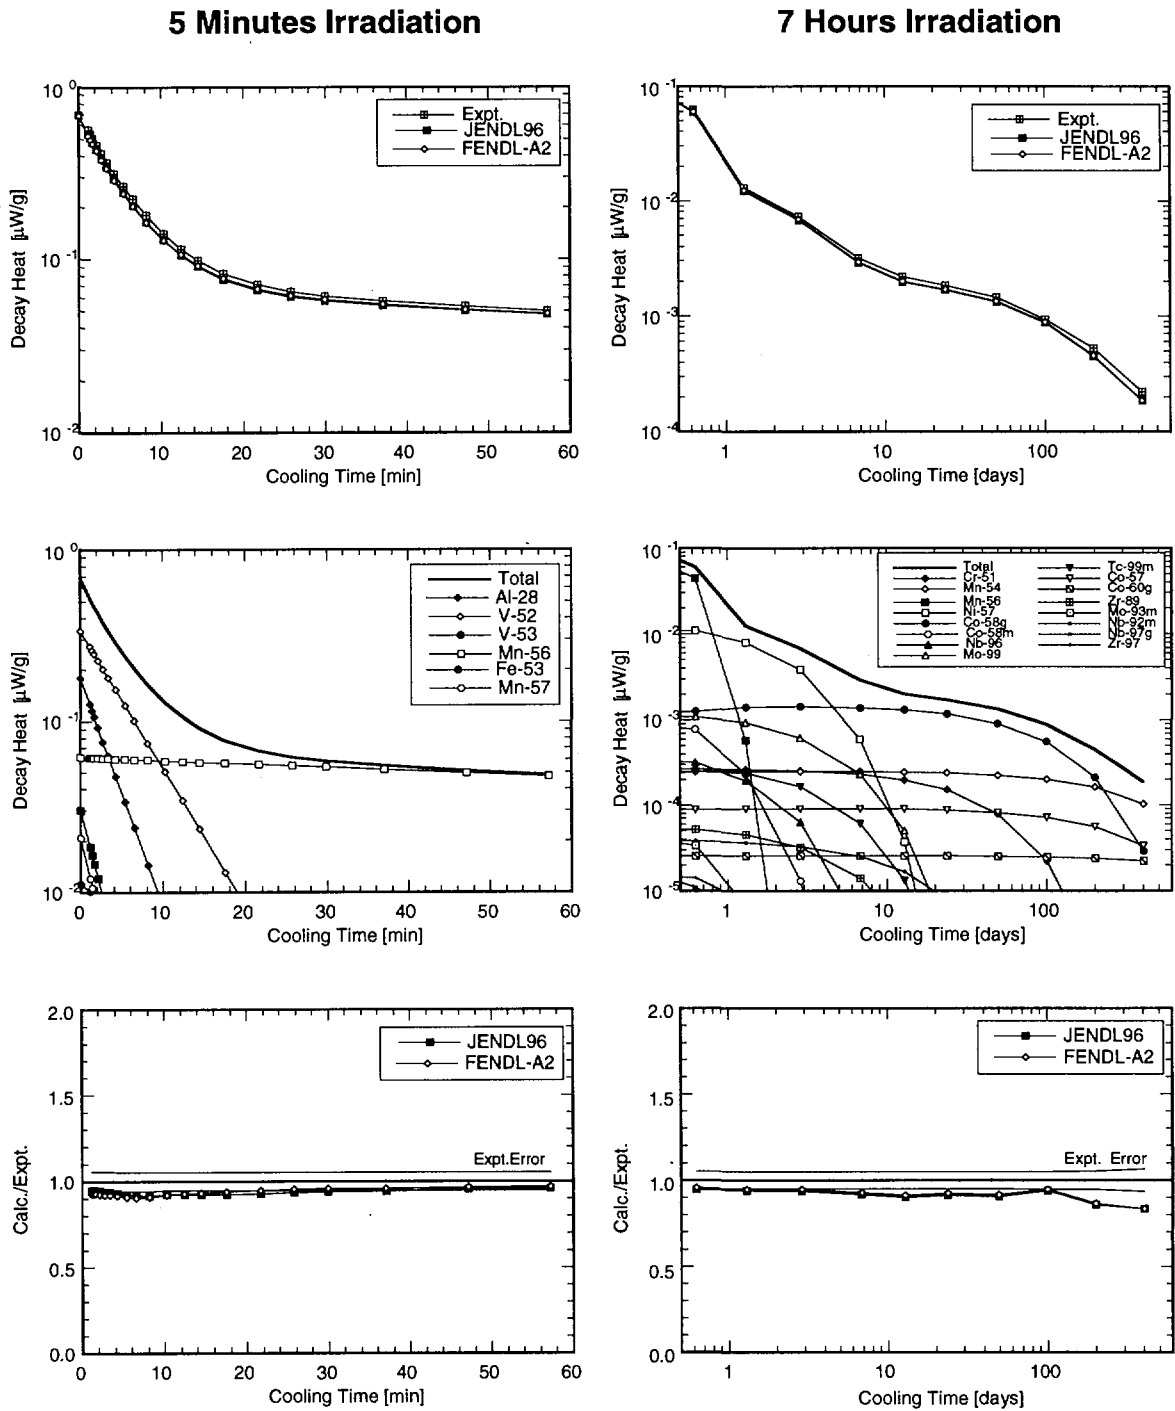 5 Minutes Irradiation
7 Hours Irradiation
10 0
10 -1
10 -2
Decay Heat [µW/g]
Expt.
JENDL96
FENDL-A2
0 10 20 30 40 50 60
Cooling Time [min]
10 -1
10 -2
10 -3
10 -4
Decay Heat [µW/g]
Expt.
JENDL96
FENDL-A2
1 10 100
Cooling Time [days]
10 0
10 -1
10 -2
Decay Heat [µW/g]
Total
Al-28
V-52
V-53
Mn-56
Fe-53
Mn-57
0 10 20 30 40 50 60
Cooling Time [min]
10 -1
10 -2
10 -3
10 -4
10 -5
Decay Heat [µW/g]
Total
Cr-51
Mn-54
Mn-56
Ni-57
Co-58g
Co-58m
Nb-96
Mo-99
Tc-99m
Co-57
Co-60g
Zr-89
Mo-93m
Nb-92m
Nb-97g
Zr-97
1 10 100
Cooling Time [days]
2.0
1.5
1.0
0.5
0.0
Calc./Expt.
JENDL96
FENDL-A2
Expt.Error
0 10 20 30 40 50 60
Cooling Time [min]
2.0
1.5
1.0
0.5
0.0
Calc./Expt.
JENDL96
FENDL-A2
Expt. Error
1 10 100
Cooling Time [days]